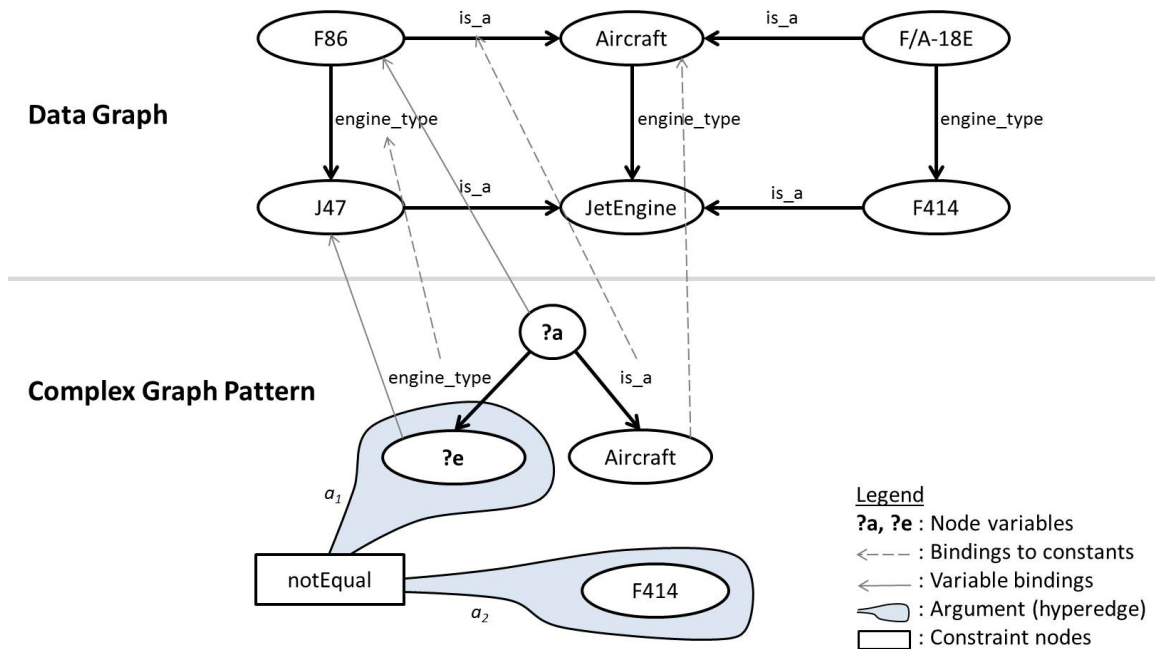 is_a
is_a
F86
Aircraft
F/A-18E
Data Graph
engine_type
engine_type
engine_type
is_a
is_a
J47
JetEngine
F414
?a
engine_type
is_a
Complex Graph Pattern
?e
Aircraft
a1
Legend
?a, ?e : Node variables
: Bindings to constants
notEqual
: Variable bindings
F414
: Argument (hyperedge)
a2
: Constraint nodes